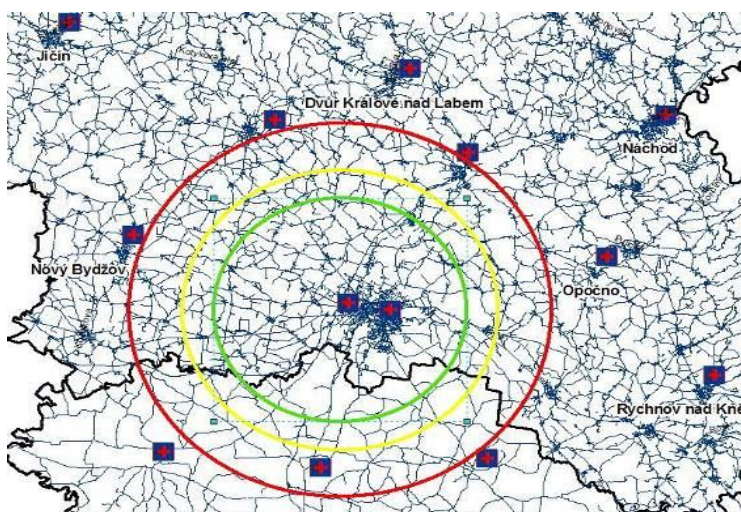 Jičín
Dvůr Králové nad Labem
Náchod
Nový Bydžov
Opočno
Rychnov nad Kně